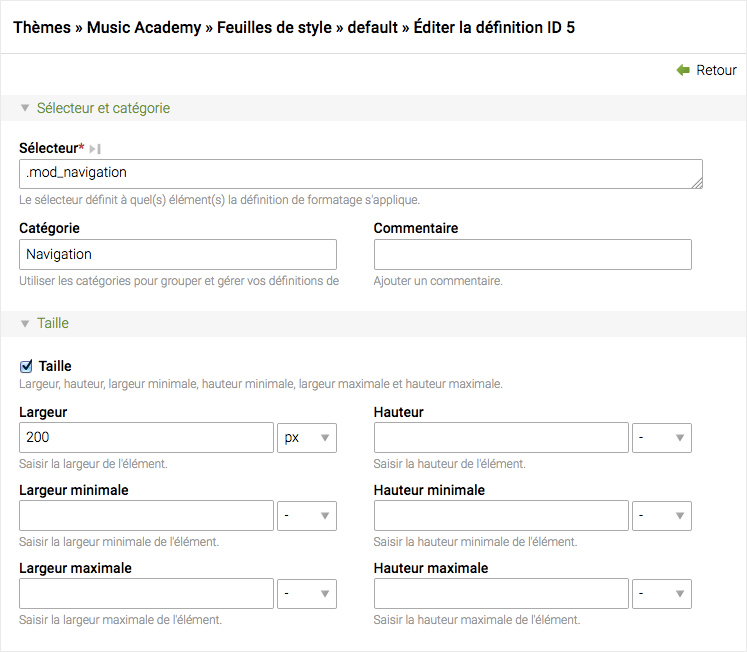 Thèmes » Music Academy » Feuilles de style » default » Éditer la définition ID 5
Retour
Sélecteur et catégorie
Sélecteur*
.mod_navigation
Le sélecteur définit à quel(s) élément(s) la définition de formatage s'applique.
Catégorie Commentaire
Navigation
Utiliser les catégories pour grouper et gérer vos définitions de Ajouter un commentaire.
Taille
Taille
Largeur, hauteur, largeur minimale, hauteur minimale, largeur maximale et hauteur maximale.
Largeur Hauteur
200 px -
Saisir la largeur de l'élément. Saisir la hauteur de l'élément.
Largeur minimale Hauteur minimale
- -
Saisir la largeur minimale de l'élément. Saisir la hauteur minimale de l'élément.
Largeur maximale Hauteur maximale
- -
Saisir la largeur maximale de l'élément. Saisir la hauteur maximale de l'élément.